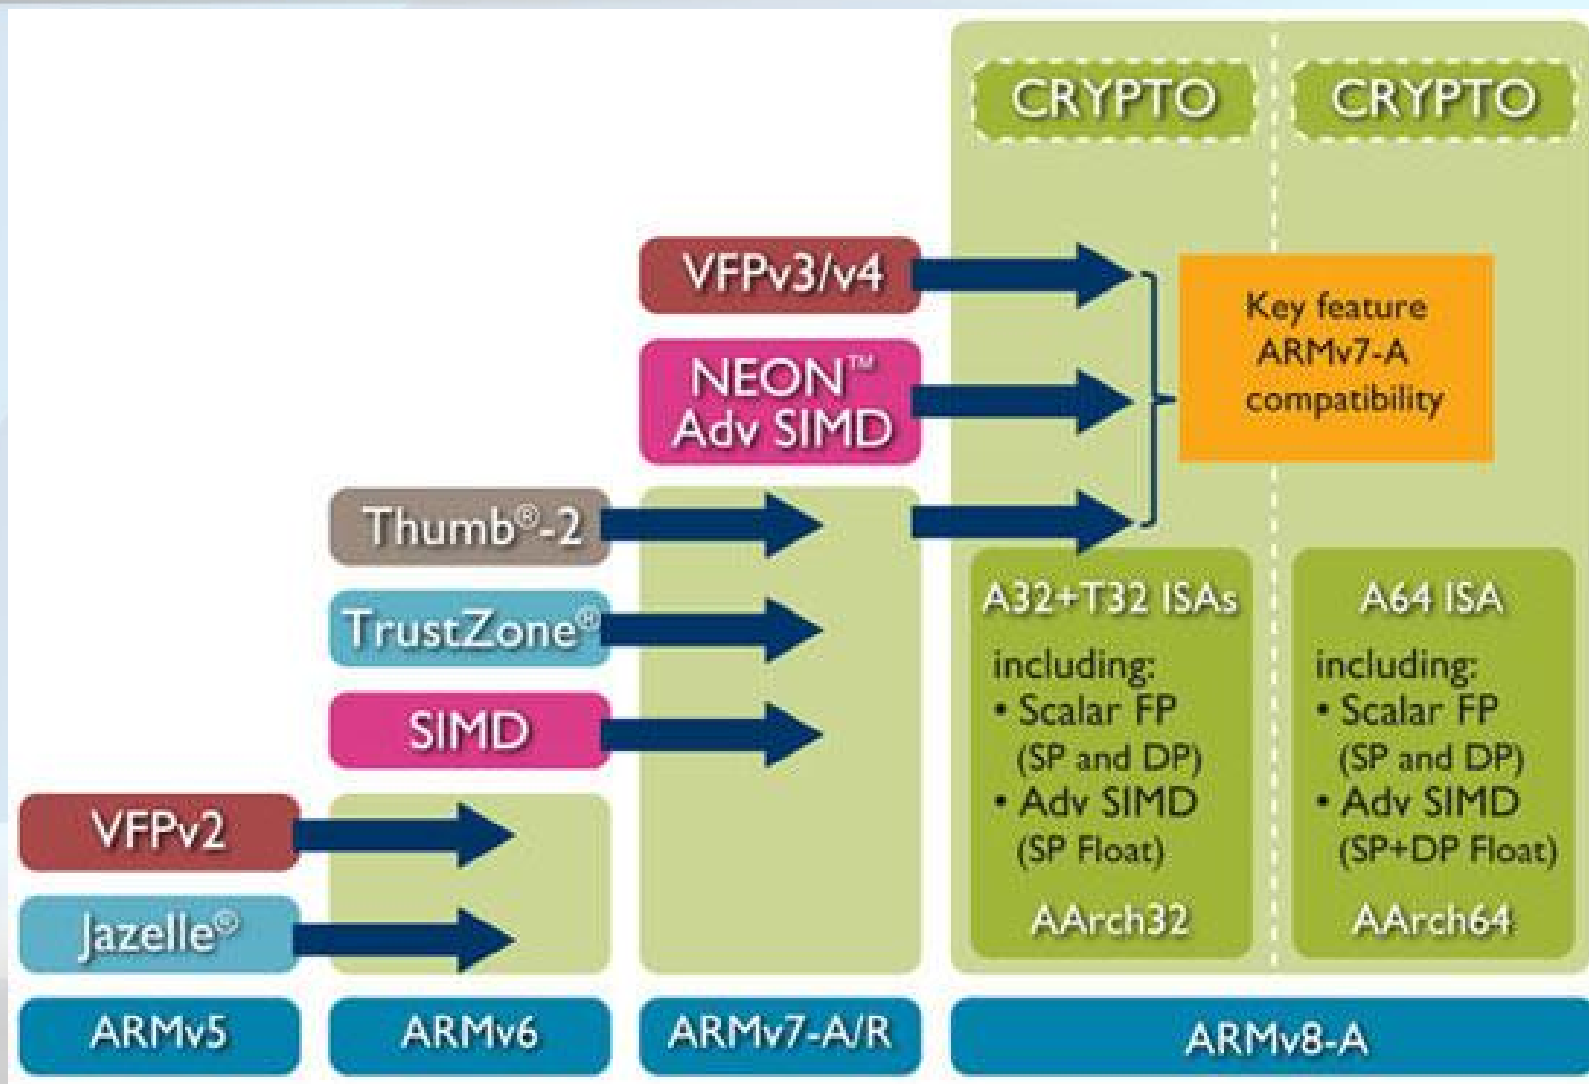 CRYPTO
CRYPTO
VFPv3/v4
NEON™
Adv SIMD
Key feature
ARMv7-A
compatibility
Thumb®-2
TrustZone®
SIMD
A32+T32 ISAs
including:
• Scalar FP
(SP and DP)
• Adv SIMD
(SP Float)
AArch32
A64 ISA
including:
• Scalar FP
(SP and DP)
• Adv SIMD
(SP+DP Float)
AArch64
VFPv2
Jazelle®
ARMv5
ARMv6
ARMv7-A/R
ARMv8-A